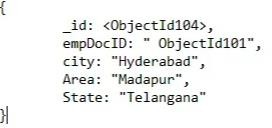 {
_id: <ObjectId104>,
empDocID: " ObjectId101",
city: "Hyderabad",
Area: "Madapur",
State: "Telangana"
}